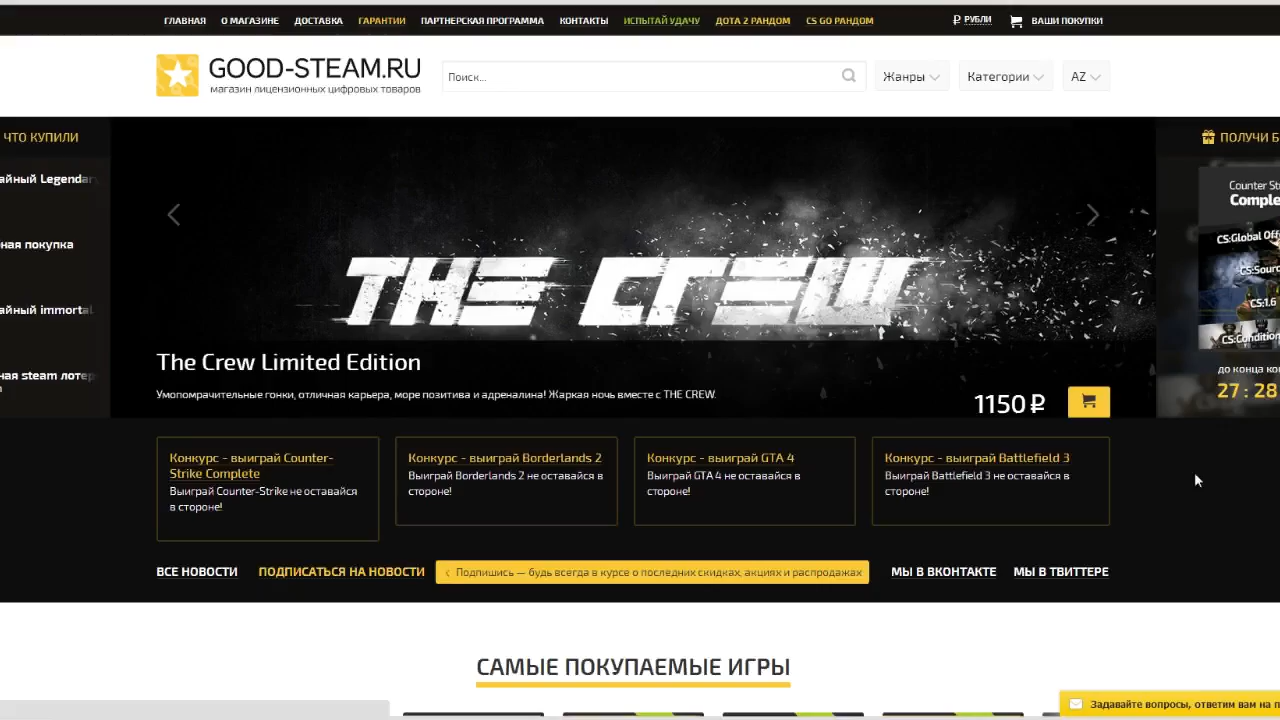 ГЛАВНАЯ О МАГАЗИНЕ ДОСТАВКА ГАРАНТИИ ПАРТНЕРСКАЯ ПРОГРАММА КОНТАКТЫ ИСПЫТАЙ УДАЧУ ДОТА 2 РАНДОМ CS GO РАНДОМ ₽ РУБЛИ ВАШИ ПОКУПКИ
GOOD-STEAM.RU
магазин лицензионных цифровых товаров
Поиск...
Жанры
Категории
AZ
ЧТО КУПИЛИ
айный Legendar
ная покупка
айный immortal
ная steam лотер
THE CREW
The Crew Limited Edition
Умопомрачительные гонки, отличная карьера, море позитива и адреналина! Жаркая ночь вместе с THE CREW.
1150 ₽
ПОЛУЧИ Б
Counter St
Comple
CS:Global Off
CS:Sourc
CS:1.6
CS:Condition
до конца ко
27 : 28
Конкурс - выиграй Counter-
Strike Complete
Выиграй Counter-Strike не оставайся
в стороне!
Конкурс - выиграй Borderlands 2
Выиграй Borderlands 2 не оставайся в
стороне!
Конкурс - выиграй GTA 4
Выиграй GTA 4 не оставайся в
стороне!
Конкурс - выиграй Battlefield 3
Выиграй Battlefield 3 не оставайся в
стороне!
ВСЕ НОВОСТИ
ПОДПИСАТЬСЯ НА НОВОСТИ
Подпишись — будь всегда в курсе о последних скидках, акциях и распродажах
МЫ В ВКОНТАКТЕ
МЫ В ТВИТТЕРЕ
САМЫЕ ПОКУПАЕМЫЕ ИГРЫ
Задавайте вопросы, ответим вам на п